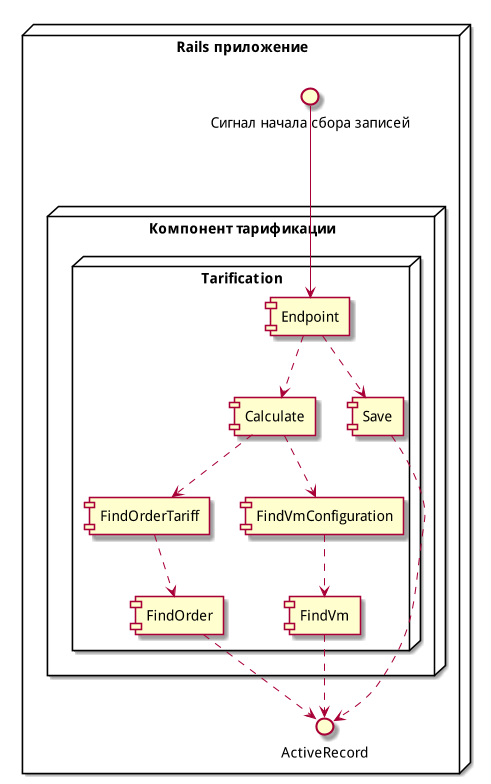 Rails приложение
Сигнал начала сбора записей
Компонент тарификации
Tarification
Endpoint
Calculate
Save
FindOrderTariff
FindVmConfiguration
FindOrder
FindVm
ActiveRecord